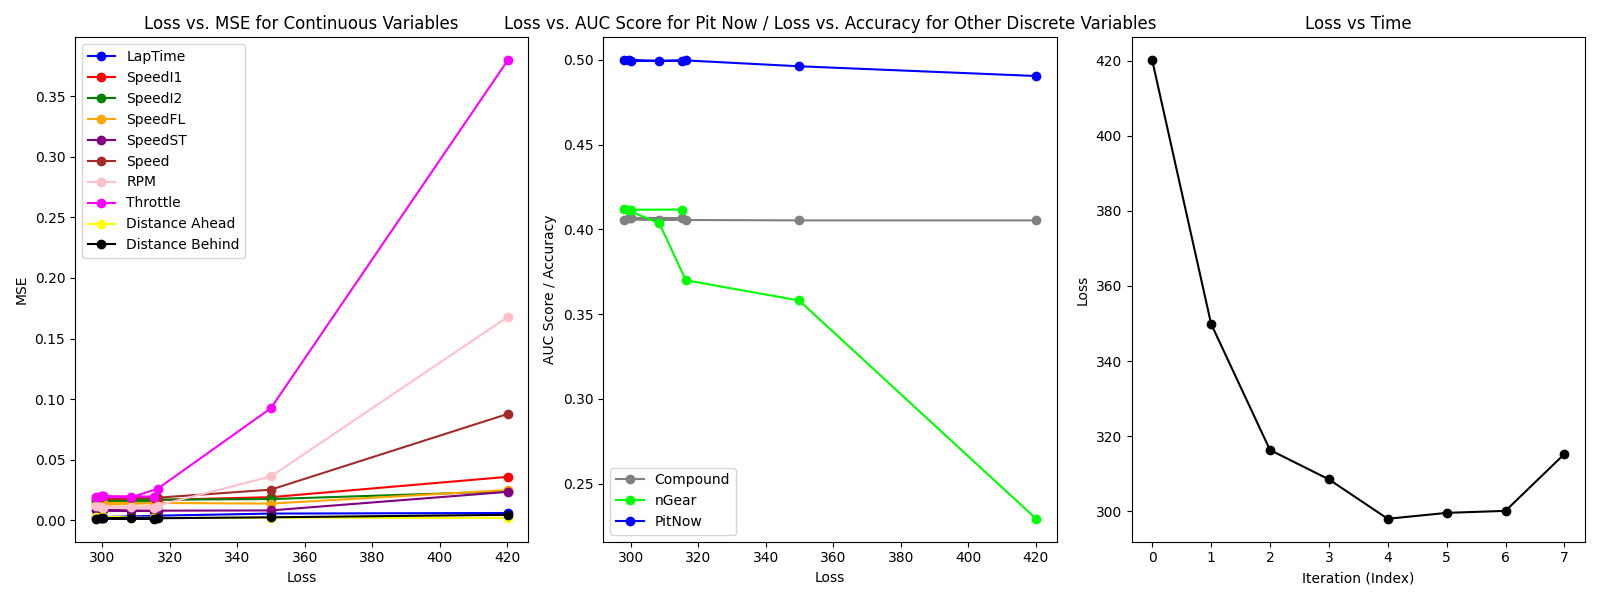 Loss vs. MSE for Continuous Variables
0.35
0.30
0.25
0.20
0.15
0.10
0.05
0.00
MSE
LapTime
SpeedI1
SpeedI2
SpeedFL
SpeedST
Speed
RPM
Throttle
Distance Ahead
Distance Behind
300 320 340 360 380 400 420
Loss
Loss vs. AUC Score for Pit Now / Loss vs. Accuracy for Other Discrete Variables
0.50
0.45
0.40
0.35
0.30
0.25
AUC Score / Accuracy
Compound
nGear
PitNow
300 320 340 360 380 400 420
Loss
Loss vs Time
420
400
380
360
340
320
300
Loss
0 1 2 3 4 5 6 7
Iteration (Index)